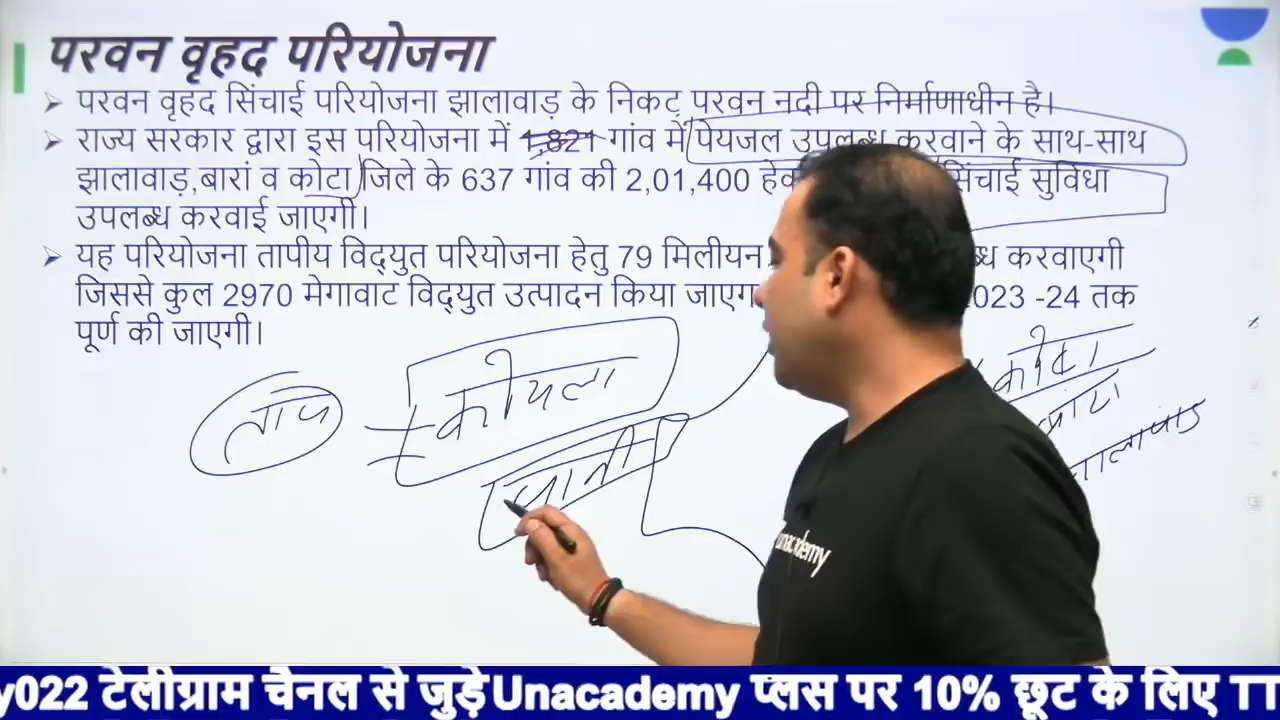 परवन वृहद परियोजना
➢ परवन वृहद सिंचाई परियोजना झालावाड़ के निकट परवन नदी पर निर्माणाधीन है।
➢ राज्य सरकार द्वारा इस परियोजना में 1,821 गांव में पेयजल उपलब्ध करवाने के साथ-साथ
झालावाड़,बारां व कोटा जिले के 637 गांव की 2,01,400 सिंचाई सुविधा
उपलब्ध करवाई जाएगी।
➢ यह परियोजना तापीय विद्युत परियोजना हेतु 79 मिलीयन करवाएगी
जिससे कुल 2970 मेगावाट विद्युत उत्पादन किया -24 तक
पूर्ण की जाएगी।
ताप
कोयला
पानी
कोटा
unacademy
y022 टेलीग्राम चैनल से जुड़े Unacademy प्लस पर 10% छूट के लिए TT